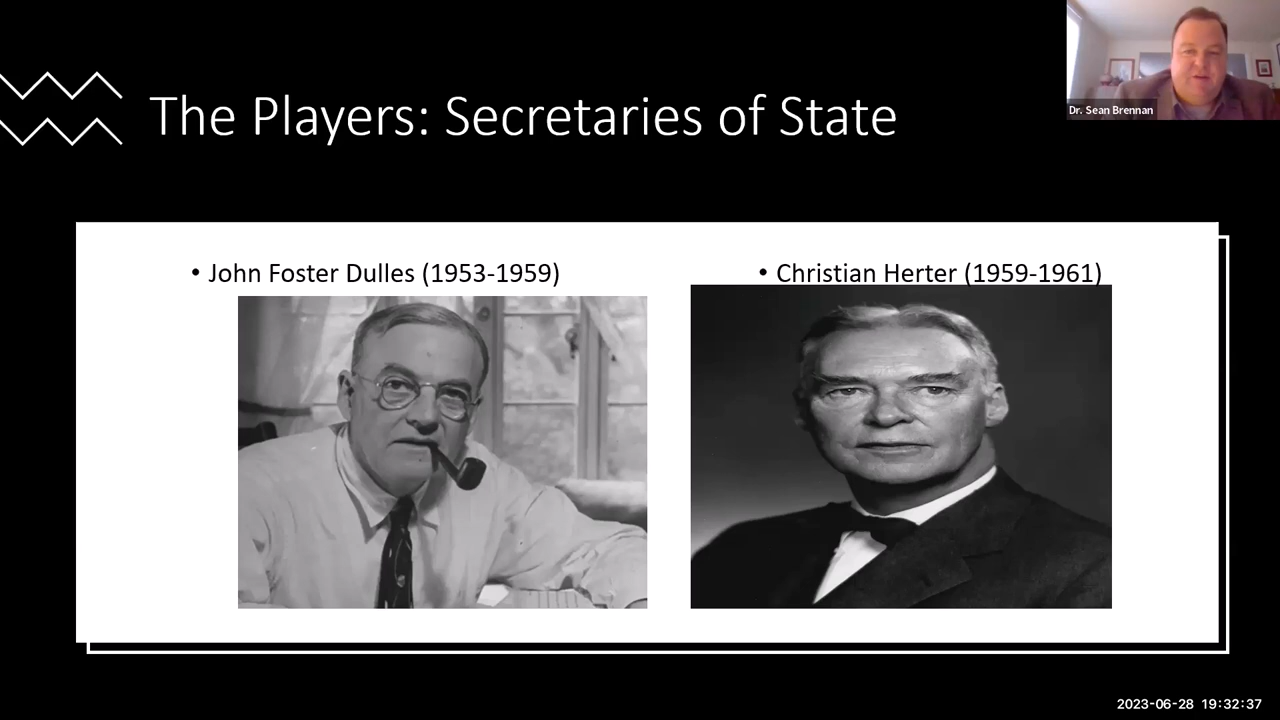 Dr. Sean Brennan
The Players: Secretaries of State
• John Foster Dulles (1953-1959)
• Christian Herter (1959-1961)
2023-06-28 19:32:37